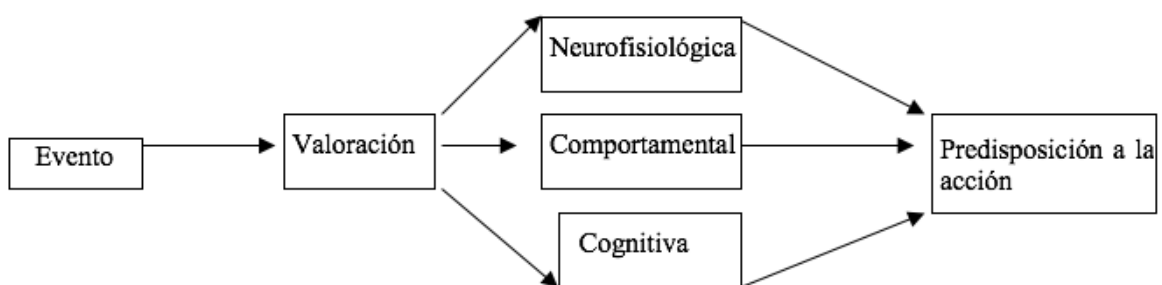 Neurofisiológica
Evento
Valoración
Comportamental
Predisposición a la
acción
Cognitiva